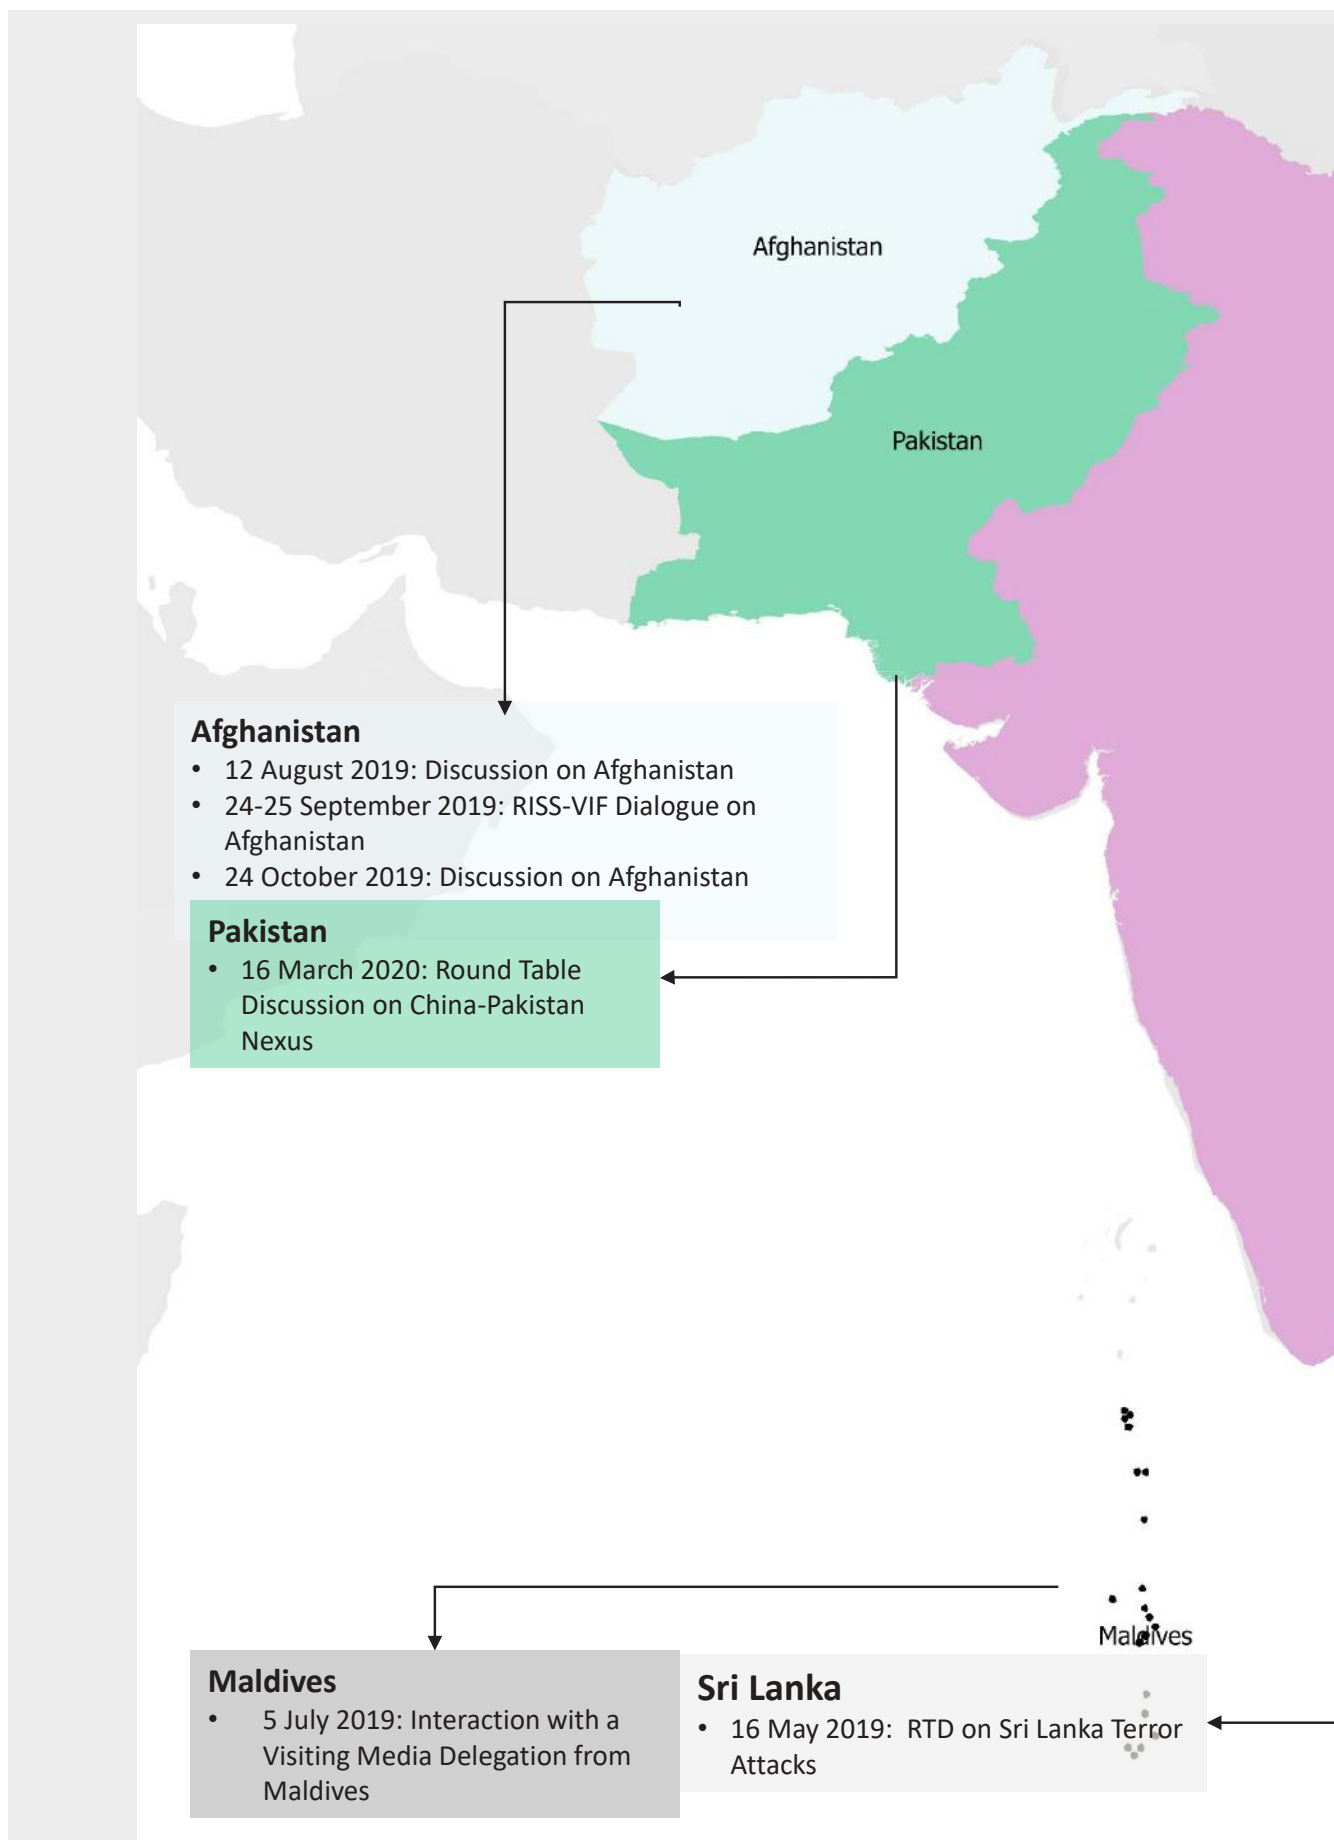 Afghanistan
Pakistan
Afghanistan
• 12 August 2019: Discussion on Afghanistan
• 24-25 September 2019: RISS-VIF Dialogue on
Afghanistan
• 24 October 2019: Discussion on Afghanistan
Pakistan
• 16 March 2020: Round Table
Discussion on China-Pakistan
Nexus
Maldives
Maldives
• 5 July 2019: Interaction with a
Visiting Media Delegation from
Maldives
Sri Lanka
• 16 May 2019: RTD on Sri Lanka Terror
Attacks